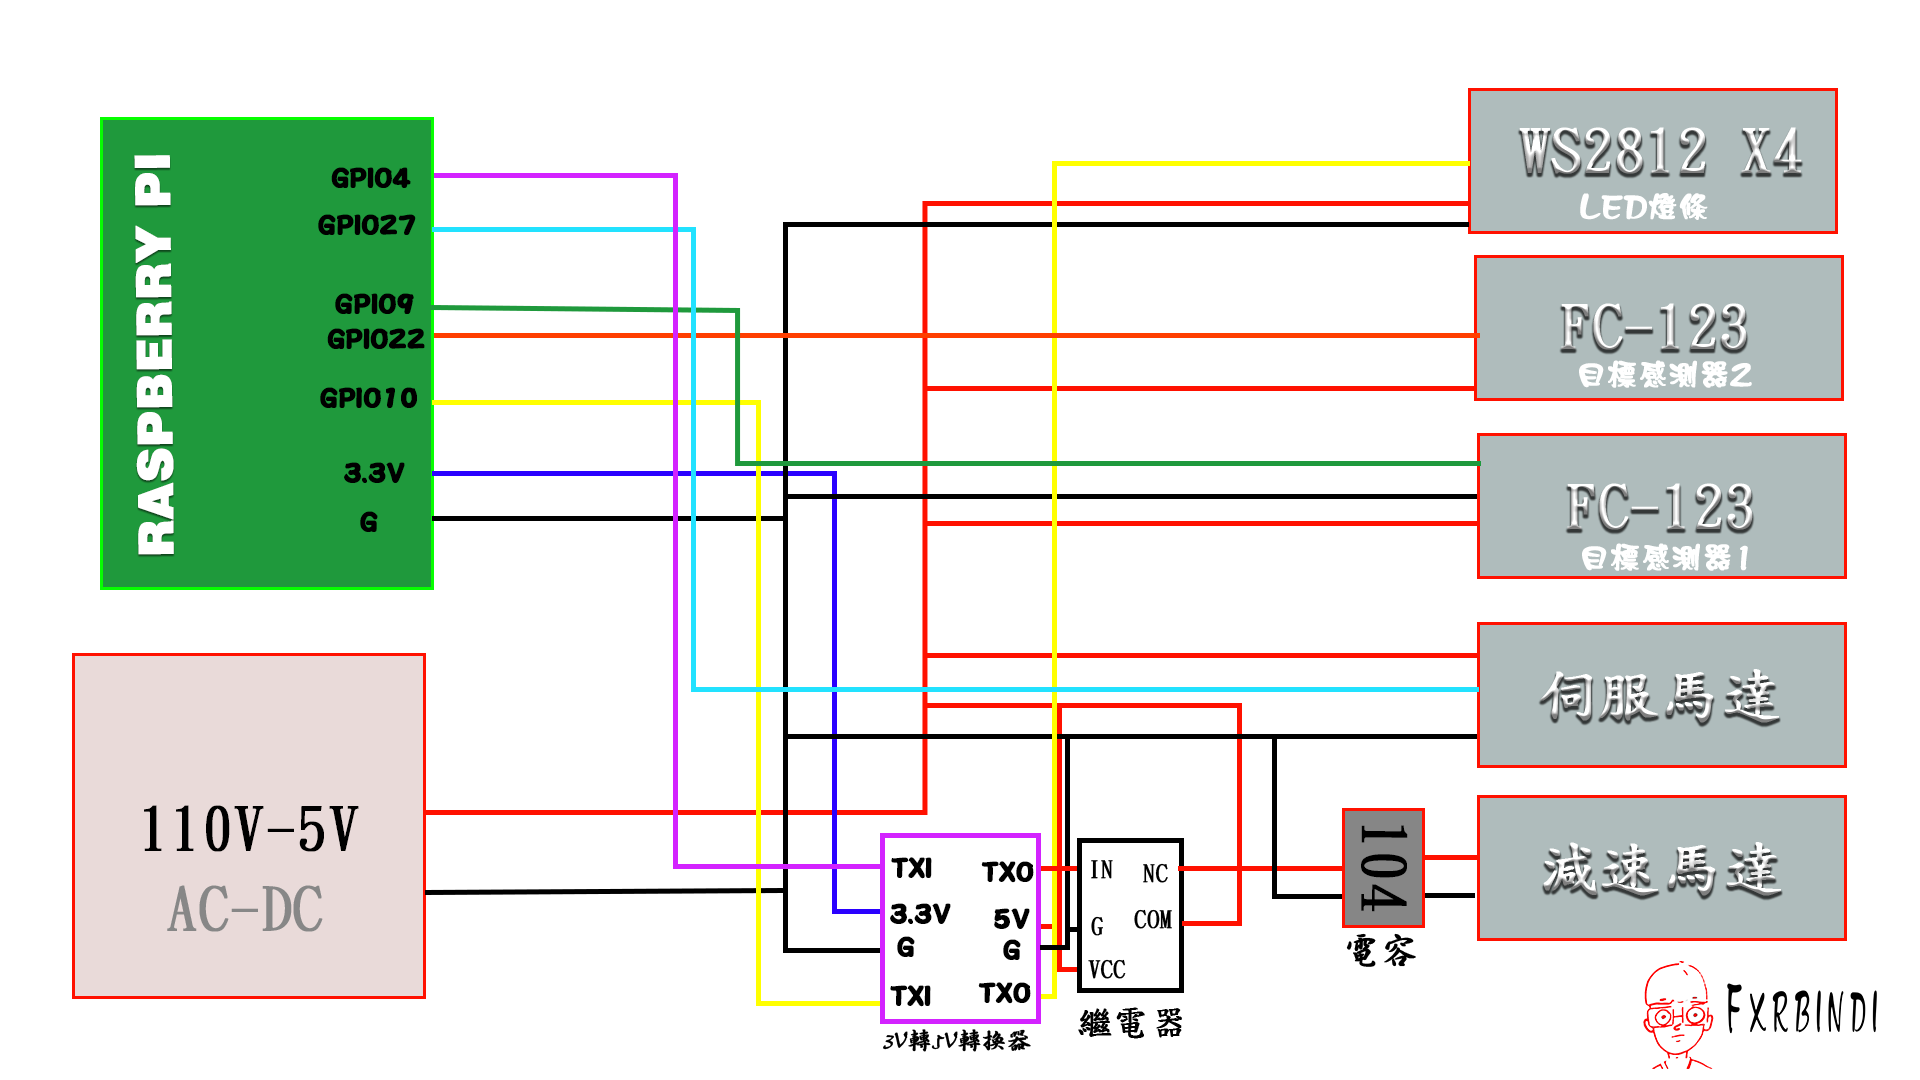 RASPBERRY PI
GPIO4
GPIO27
GPIO9
GPIO22
GPIO10
3.3V
G
110V-5V
AC-DC
WS2812 X4
LED燈條
FC-123
目標感測器2
FC-123
目標感測器1
伺服馬達
減速馬達
TXI
3.3V
G
TXI
TXO
5V
G
TXO
3V轉5V轉換器
IN
G
VCC
NC
COM
繼電器
104
電容
FXRBINDI